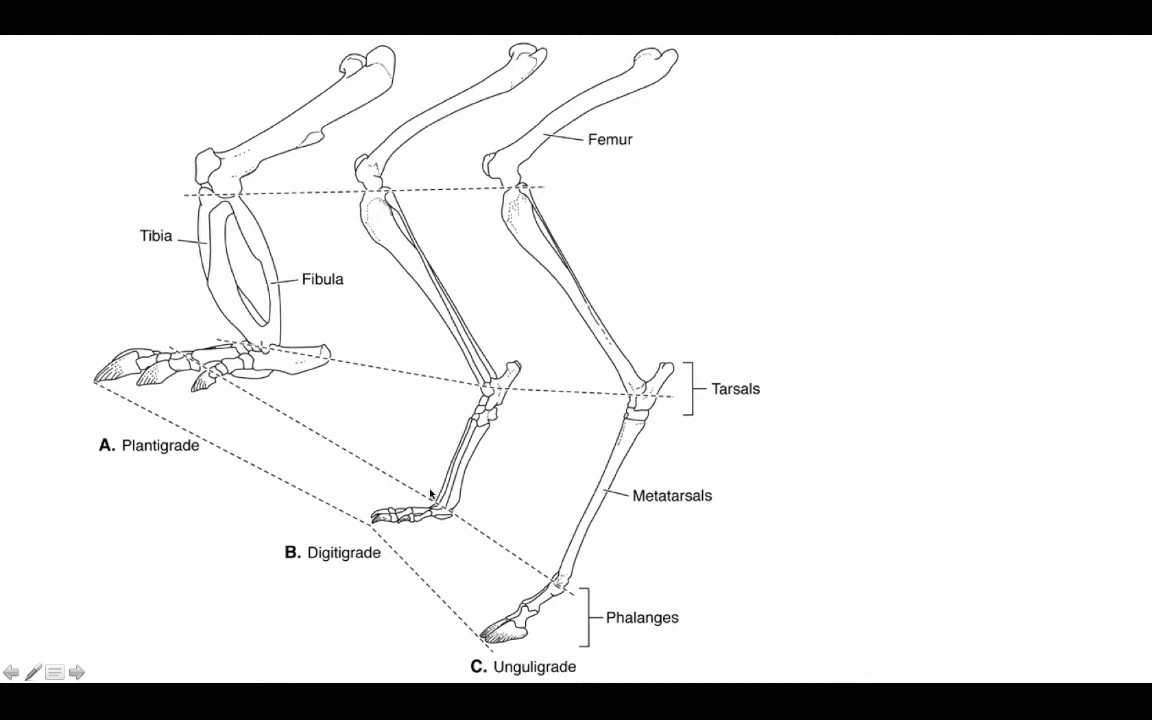 Femur
Tibia
Fibula
Tarsals
A. Plantigrade
Metatarsals
B. Digitigrade
Phalanges
C. Unguligrade